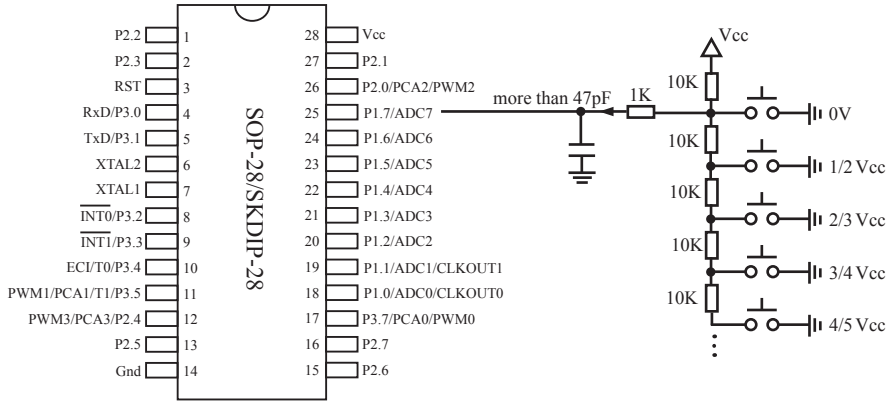 P2.2 1
P2.3 2
RST 3
RxD/P3.0 4
TxD/P3.1 5
XTAL2 6
XTAL1 7
INT0/P3.2 8
INT1/P3.3 9
ECI/T0/P3.4 10
PWM1/PCA1/T1/P3.5 11
PWM3/PCA3/P2.4 12
P2.5 13
Gnd 14
SOP-28/SKDIP-28
28 Vcc
27 P2.1
26 P2.0/PCA2/PWM2
25 P1.7/ADC7
24 P1.6/ADC6
23 P1.5/ADC5
22 P1.4/ADC4
21 P1.3/ADC3
20 P1.2/ADC2
19 P1.1/ADC1/CLKOUT1
18 P1.0/ADC0/CLKOUT0
17 P3.7/PCA0/PWM0
16 P2.7
15 P2.6
more than 47pF
1K
Vcc
10K
0V
10K
1/2 Vcc
10K
2/3 Vcc
10K
3/4 Vcc
10K
4/5 Vcc